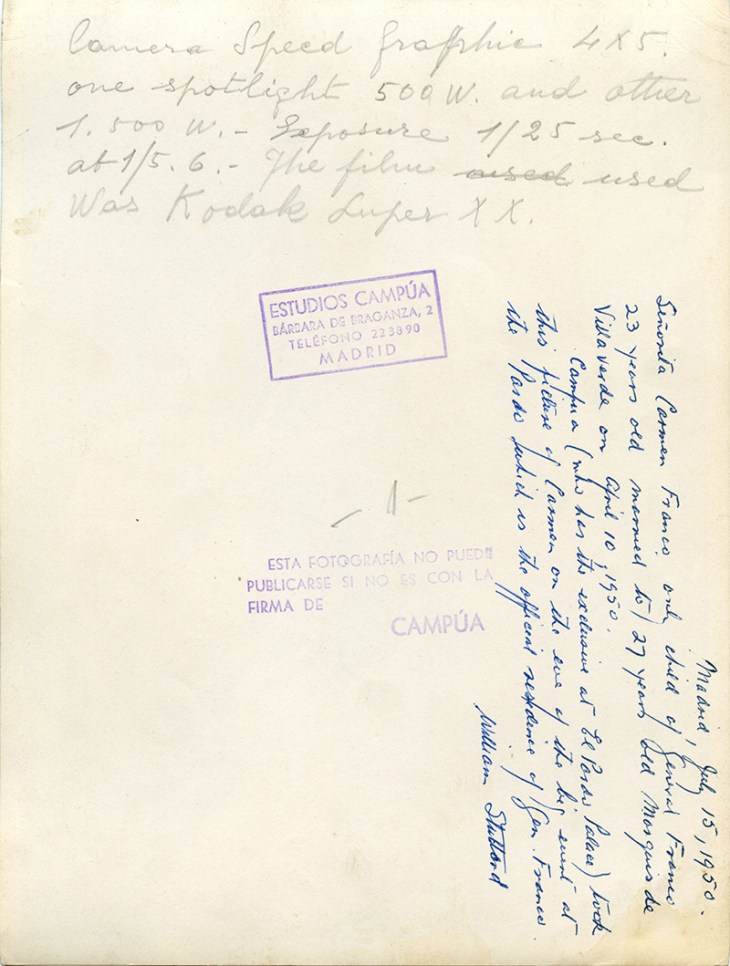 Camera Speed Graphic 4X5.
one spotlight 500 W. and other
1.500 W. - Exposure 1/25 sec.
at 1/5.6. - The film used used
was Kodak Super XX.
ESTUDIOS CAMPÚA
BÁRBARA DE BRAGANZA, 2
TELÉFONO 223890
MADRID
- 1 -
ESTA FOTOGRAFÍA NO PUEDE
PUBLICARSE SI NO ES CON LA
FIRMA DE
CAMPÚA
Madrid, July 15, 1950.
Señorita Carmen Franco only child of General Franco
23 years old married to 27 years old Marquis de
Villaverde on April 10, 1950.
Campua (who has the exclusive at El Pardo Palace) took
this picture of Carmen on the eve of the big event at
the Pardo which is the official residence of Gen. Franco.
William